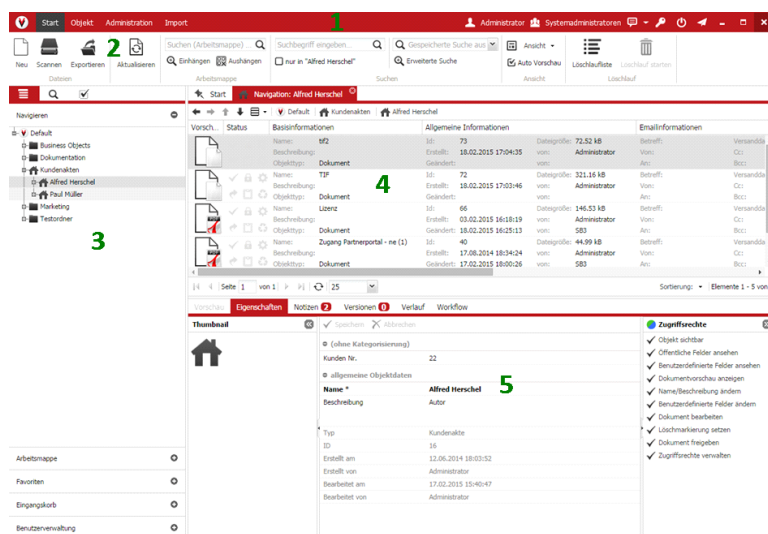 Start Objekt Administration Import 1 Administrator Systemadministratoren
2
Suchen (Arbeitsmappe) ... Suchbegriff eingeben... Gespeicherte Suche aus Ansicht
Neu Scannen Exportieren Aktualisieren Einhängen Aushängen nur in "Alfred Herschel" Erweiterte Suche Auto Vorschau Löschlaufliste Löschlauf starten
Dateien Arbeitsmappe Suchen Ansicht Löschlauf
Start Navigation: Alfred Herschel
Navigieren
Default Kundenakten Alfred Herschel
Vorsch... Status Basisinformationen Allgemeine Informationen Emailinformationen
Default
Business Objects
Dokumentation
Kundenakten
Alfred Herschel
Paul Müller
Marketing
Testordner
3
Name: tif2 Id: 73 Dateigröße: 72.52 kB Betreff: Versandda
Beschreibung: Erstellt: 18.02.2015 17:04:35 von: Administrator Von: Cc:
Objekttyp: Dokument Geändert: von: An: Bcc:
Name: TIF Id: 72 Dateigröße: 321.16 kB Betreff: Versandda
4
Beschreibung: Erstellt: 18.02.2015 17:03:46 von: Administrator Von: Cc:
Objekttyp: Dokument Geändert: von: An: Bcc:
Name: Lizenz Id: 66 Dateigröße: 146.53 kB Betreff: Versandda
Beschreibung: Erstellt: 03.02.2015 16:18:19 von: Administrator Von: Cc:
Objekttyp: Dokument Geändert: 18.02.2015 16:25:13 von: SB3 An: Bcc:
Name: Zugang Partnerportal - ne (1) Id: 40 Dateigröße: 44.99 kB Betreff: Versandda
Beschreibung: Erstellt: 17.08.2014 18:34:24 von: Administrator Von: Cc:
Objekttyp: Dokument Geändert: 17.02.2015 18:00:26 von: SB3 An: Bcc:
Seite 1 von 1 25 Sortierung: Elemente 1 - 5 von
Vorschau Eigenschaften Notizen 2 Versionen 0 Verlauf Workflow
Thumbnail Speichern Abbrechen Zugriffsrechte
(ohne Kategorisierung)
Kunden Nr. 22
allgemeine Objektdaten
Name * Alfred Herschel
5
Beschreibung Autor
Typ Kundenakte
ID 16
Erstellt am 12.06.2014 18:03:52
Erstellt von Administrator
Bearbeitet am 17.02.2015 15:40:47
Bearbeitet von Administrator
Objekt sichtbar
Öffentliche Felder ansehen
Benutzerdefinierte Felder ansehen
Dokumentvorschau anzeigen
Name/Beschreibung ändern
Benutzerdefinierte Felder ändern
Dokument bearbeiten
Löschmarkierung setzen
Dokument freigeben
Zugriffsrechte verwalten
Arbeitsmappe
Favoriten
Eingangskorb
Benutzerverwaltung